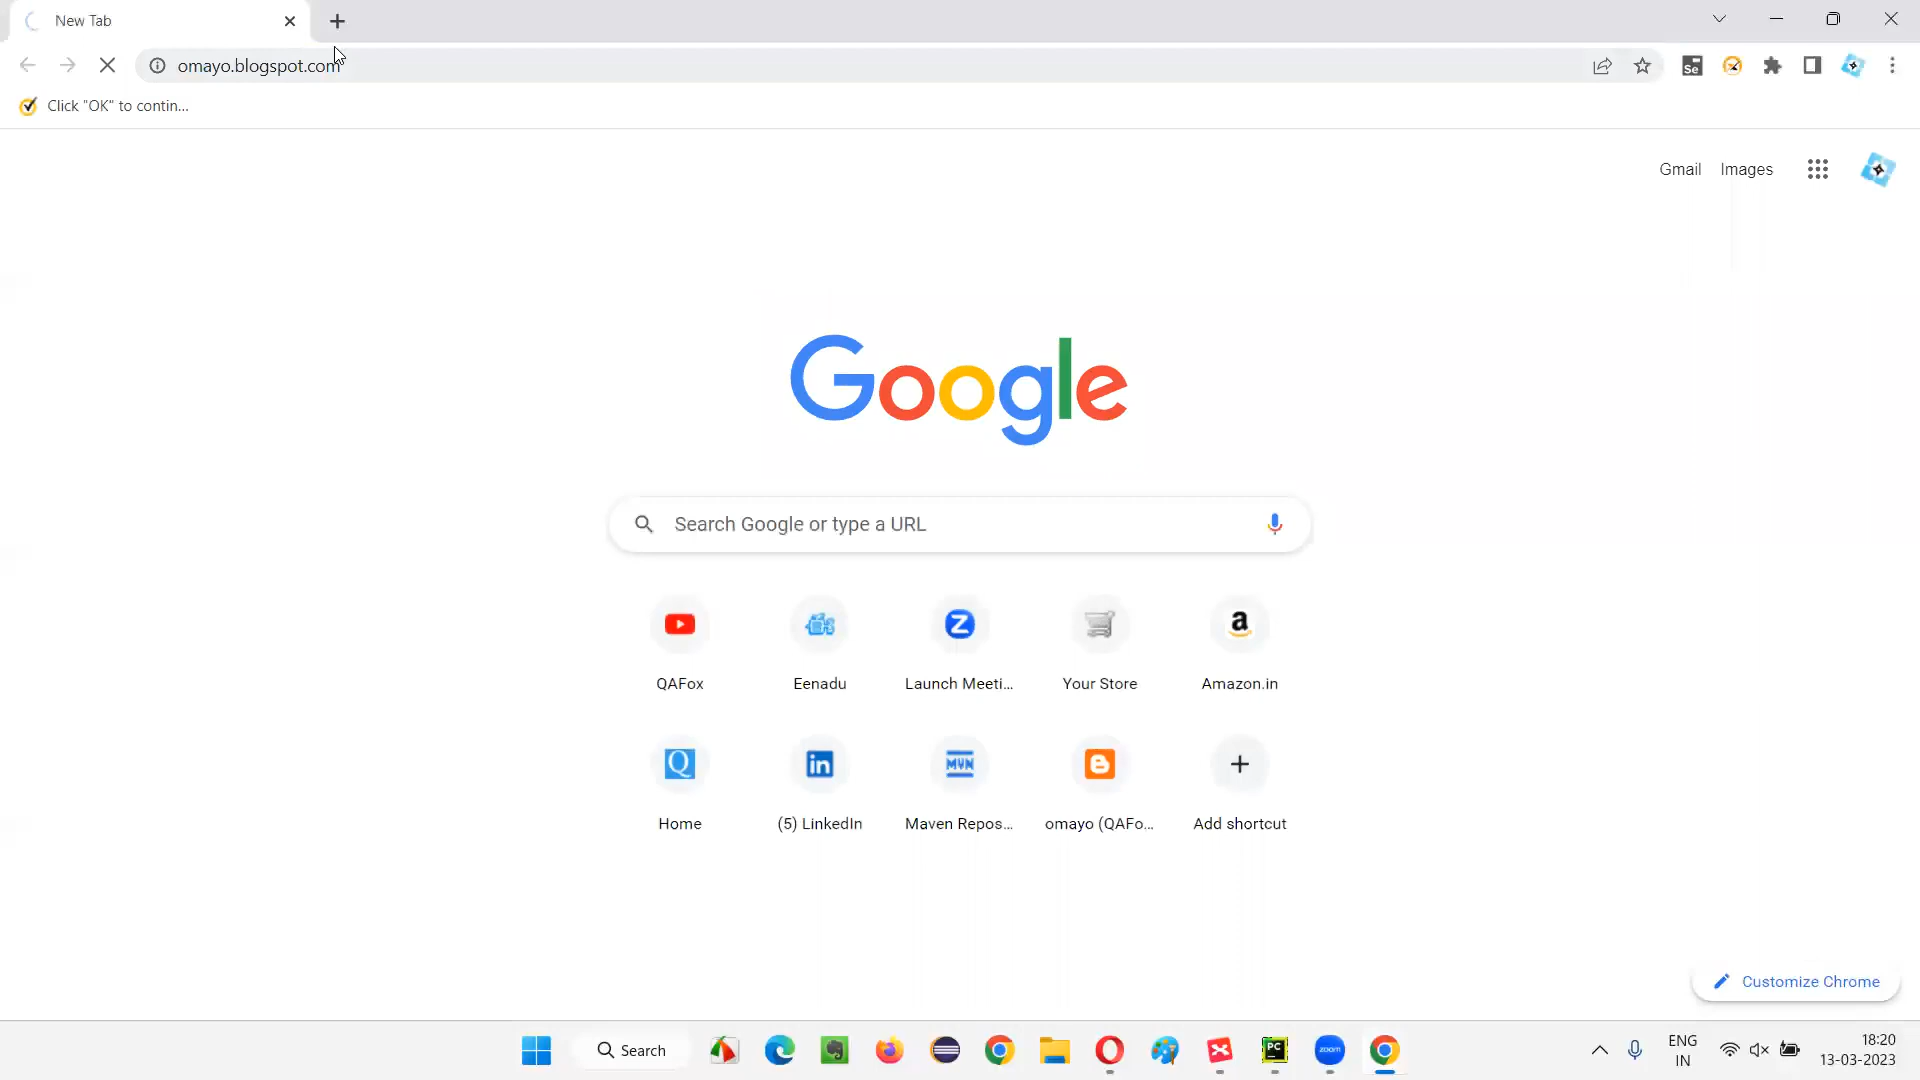 New Tab
omayo.blogspot.com
Click "OK" to contin...
Gmail Images
Google
Search Google or type a URL
QAFox Eenadu Launch Meeti... Your Store Amazon.in
Home (5) LinkedIn Maven Repos... omayo (QAFo... Add shortcut
Customize Chrome
Search
ENG
IN
18:20
13-03-2023